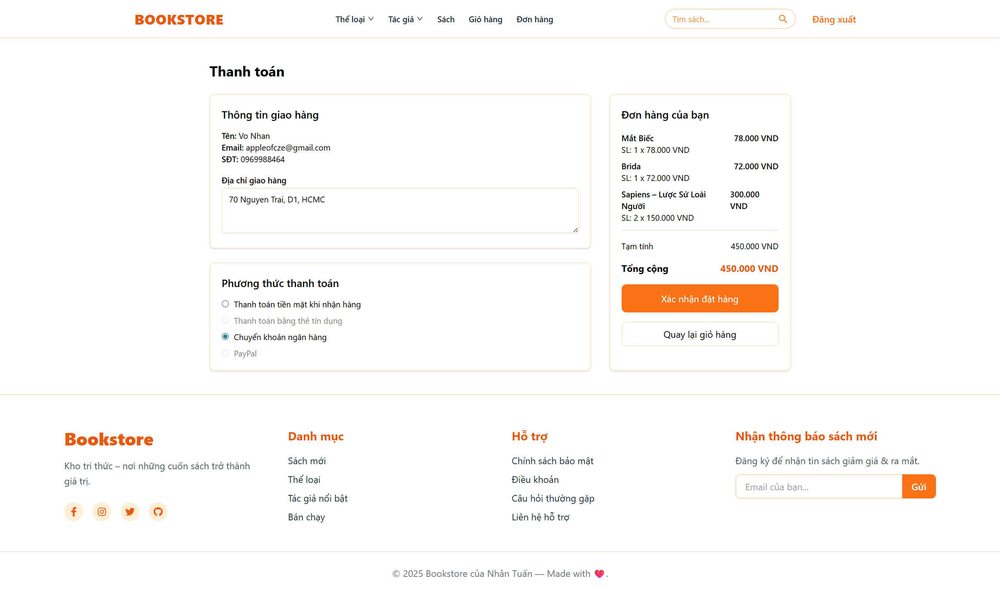 BOOKSTORE
Thể loại
Tác giả
Sách
Giỏ hàng
Đơn hàng
Tìm sách...
Đăng xuất
Thanh toán
Thông tin giao hàng
Tên: Vo Nhan
Email: appleofcze@gmail.com
SĐT: 0969988464
Địa chỉ giao hàng
70 Nguyen Trai, D1, HCMC
Phương thức thanh toán
Thanh toán tiền mặt khi nhận hàng
Thanh toán bằng thẻ tín dụng
Chuyển khoản ngân hàng
PayPal
Đơn hàng của bạn
Mắt Biếc 78.000 VND
SL: 1 x 78.000 VND
Brida 72.000 VND
SL: 1 x 72.000 VND
Sapiens – Lược Sử Loài 300.000
Người VND
SL: 2 x 150.000 VND
Tạm tính 450.000 VND
Tổng cộng 450.000 VND
Xác nhận đặt hàng
Quay lại giỏ hàng
Bookstore
Kho tri thức – nơi những cuốn sách trở thành
giá trị.
Danh mục
Sách mới
Thể loại
Tác giả nổi bật
Bán chạy
Hỗ trợ
Chính sách bảo mật
Điều khoản
Câu hỏi thường gặp
Liên hệ hỗ trợ
Nhận thông báo sách mới
Đăng ký để nhận tin sách giảm giá & ra mắt.
Email của bạn...
Gửi
© 2025 Bookstore của Nhân Tuấn — Made with ❤️.